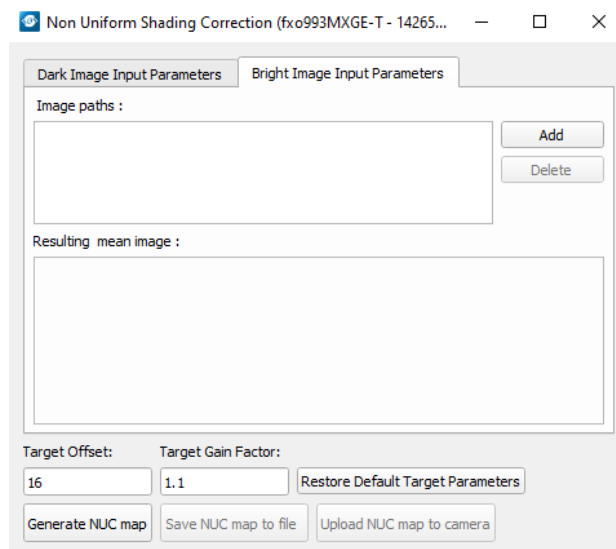 Non Uniform Shading Correction (fxo993MXGE-T - 14265...
Dark Image Input Parameters Bright Image Input Parameters
Image paths :
Add
Delete
Resulting mean image :
Target Offset: Target Gain Factor:
16 1.1 Restore Default Target Parameters
Generate NUC map Save NUC map to file Upload NUC map to camera